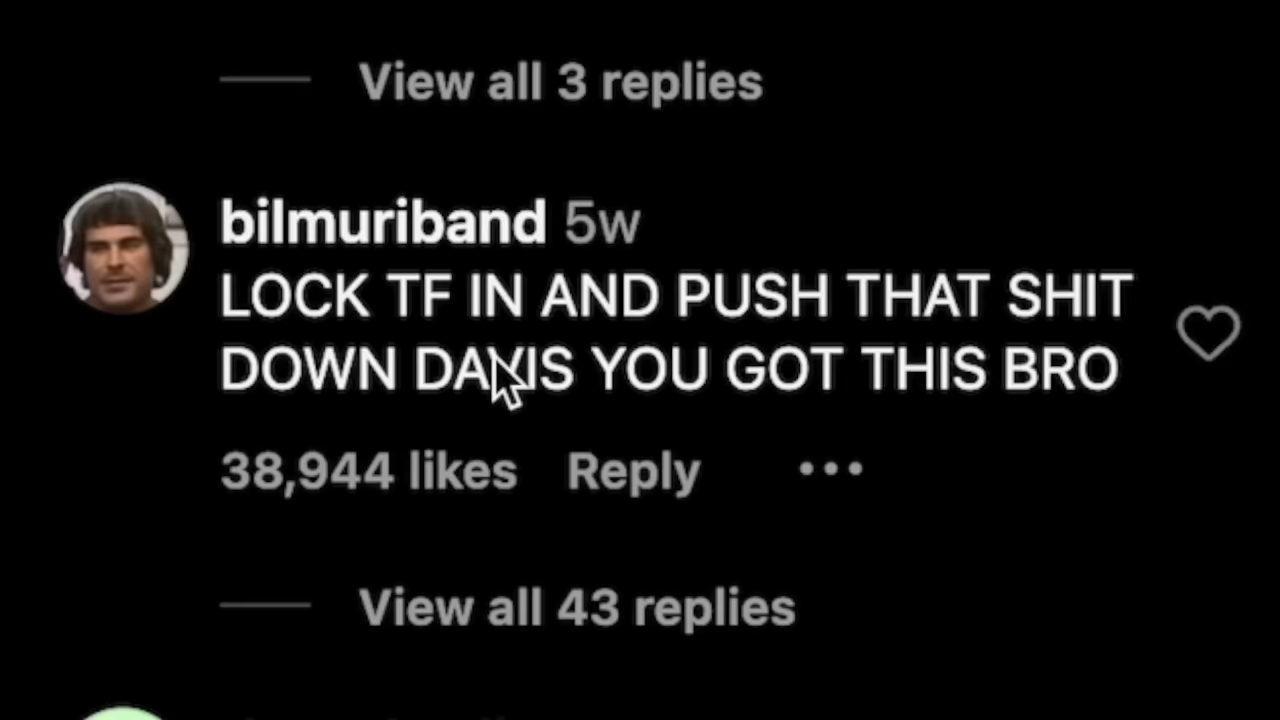 View all 3 replies
bilmuriband 5w
LOCK TF IN AND PUSH THAT SHIT
DOWN DAVIS YOU GOT THIS BRO
38,944 likes Reply •••
View all 43 replies